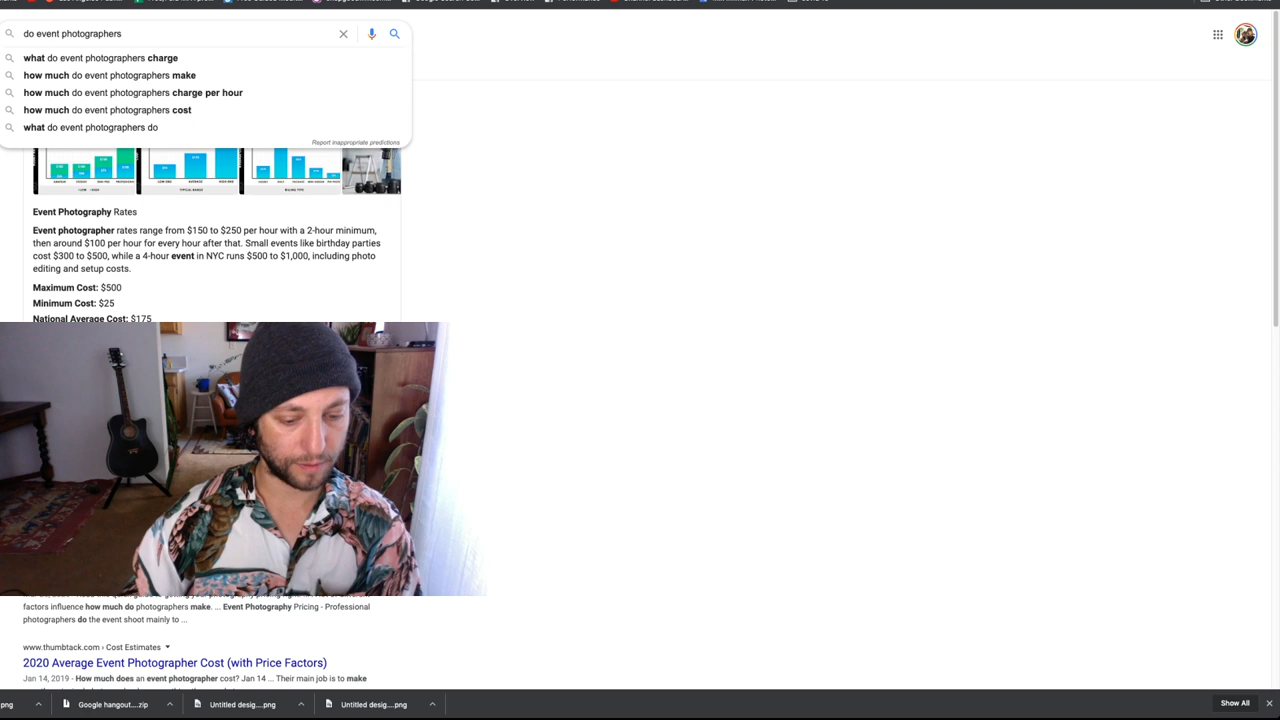 do event photographers
what do event photographers charge
how much do event photographers make
how much do event photographers charge per hour
how much do event photographers cost
what do event photographers do
Report inappropriate predictions
Event Photography Rates
Event photographer rates range from $150 to $250 per hour with a 2-hour minimum,
then around $100 per hour for every hour after that. Small events like birthday parties
cost $300 to $500, while a 4-hour event in NYC runs $500 to $1,000, including photo
editing and setup costs.
Maximum Cost: $500
Minimum Cost: $25
National Average Cost: $175
factors influence how much do photographers make. ... Event Photography Pricing - Professional
photographers do the event shoot mainly to ...
www.thumbtack.com › Cost Estimates
2020 Average Event Photographer Cost (with Price Factors)
Jan 14, 2019 - How much does an event photographer cost? Jan 14 ... Their main job is to make
png
Google hangout....zip
Untitled desig....png
Untitled desig....png
Show All